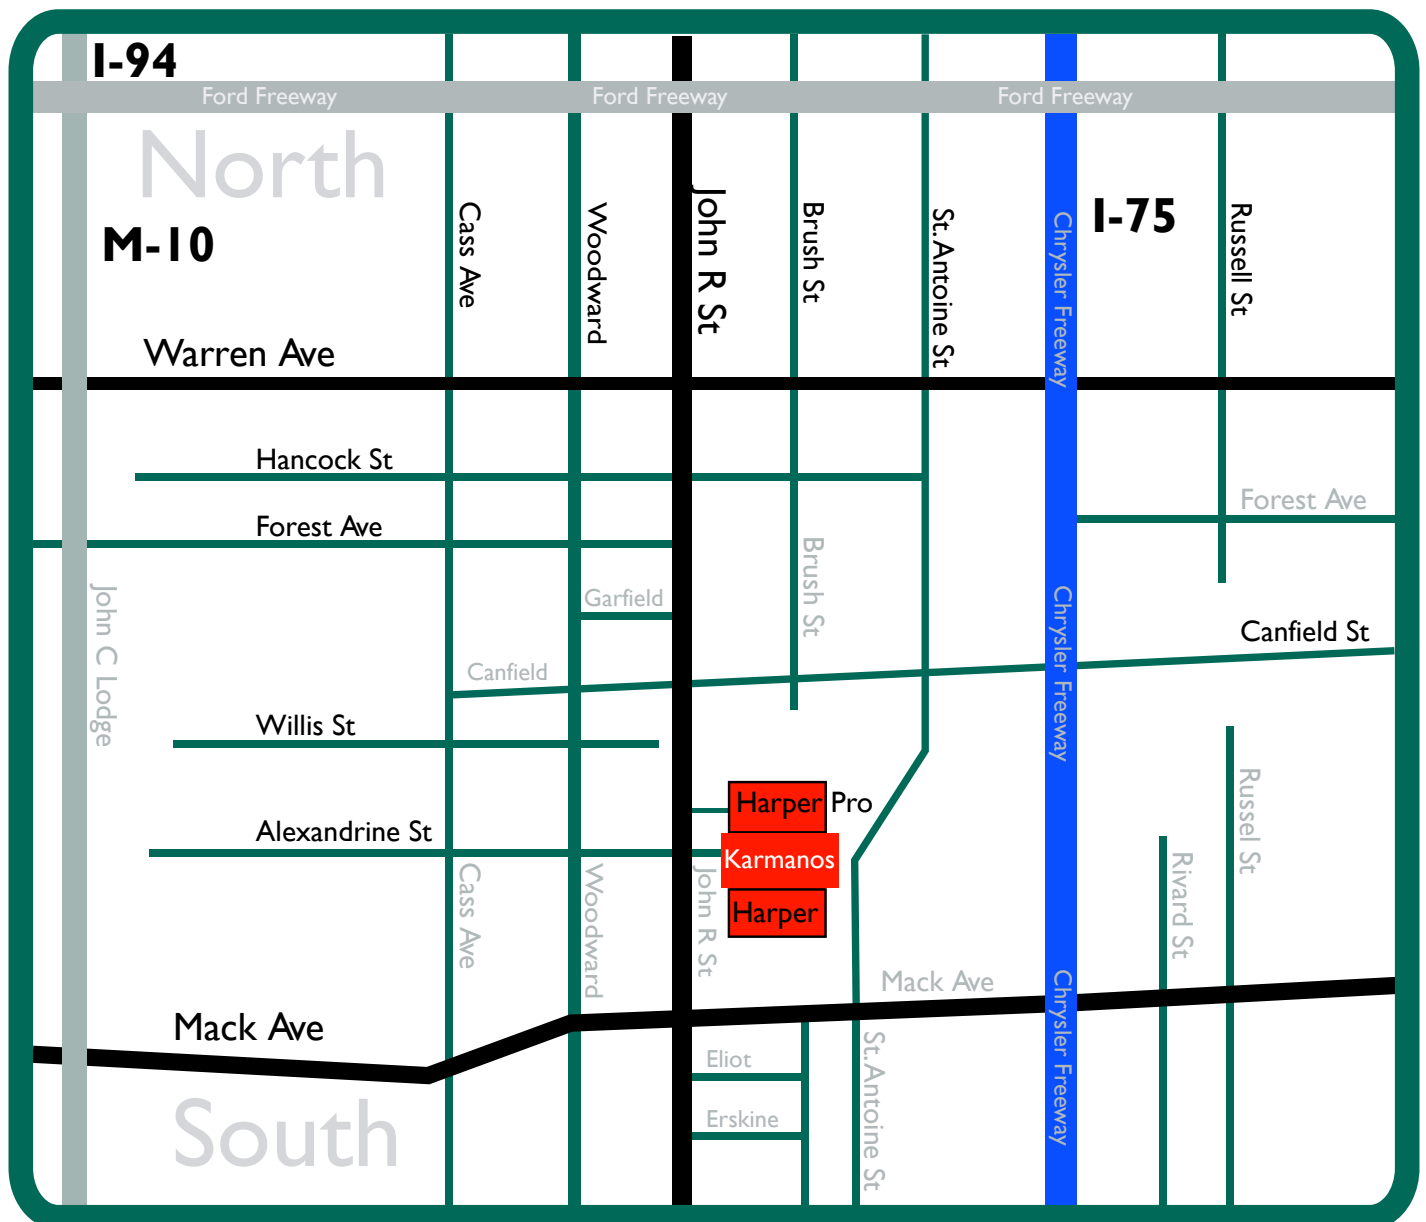 I-94
Ford Freeway
Ford Freeway
Ford Freeway
North
M-10
Cass Ave
Woodward
John R St
Brush St
St. Antoine St
Chrysler Freeway
I-75
Russell St
Warren Ave
Hancock St
Forest Ave
Forest Ave
Brush St
John C Lodge
Garfield
Chrysler Freeway
Canfield St
Canfield
Willis St
Harper Pro
Russel St
Alexandrine St
Karmanos
Rivard St
Cass Ave
Woodward
John R St
Harper
Mack Ave
Chrysler Freeway
Mack Ave
Eliot
St. Antoine St
Erskine
South